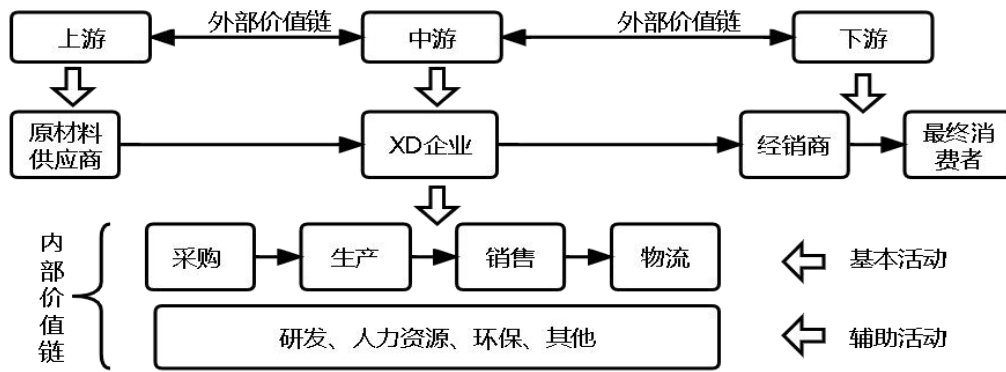 外部价值链
外部价值链
上游
中游
下游
原材料
供应商
XD企业
经销商
最终消
费者
内部价值链
采购
生产
销售
物流
基本活动
研发、人力资源、环保、其他
辅助活动